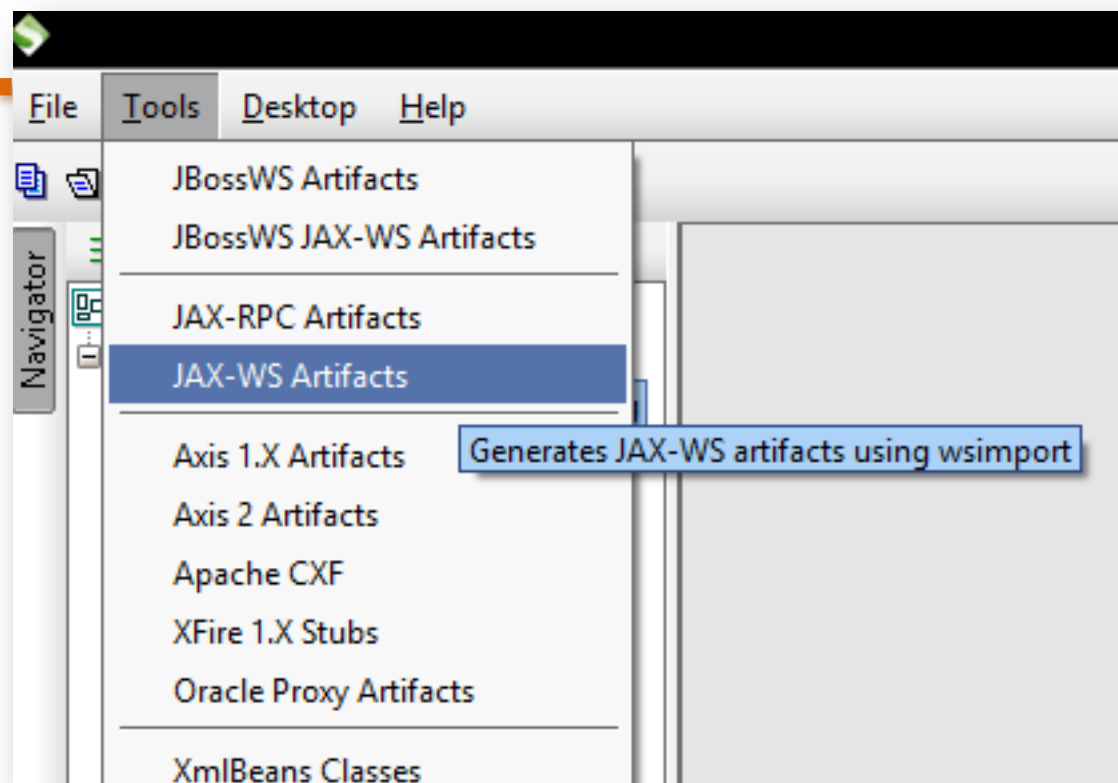 File Tools Desktop Help
Navigator
JBossWS Artifacts
JBossWS JAX-WS Artifacts
JAX-RPC Artifacts
JAX-WS Artifacts
Generates JAX-WS artifacts using wsimport
Axis 1.X Artifacts
Axis 2 Artifacts
Apache CXF
XFire 1.X Stubs
Oracle Proxy Artifacts
XmlBeans Classes